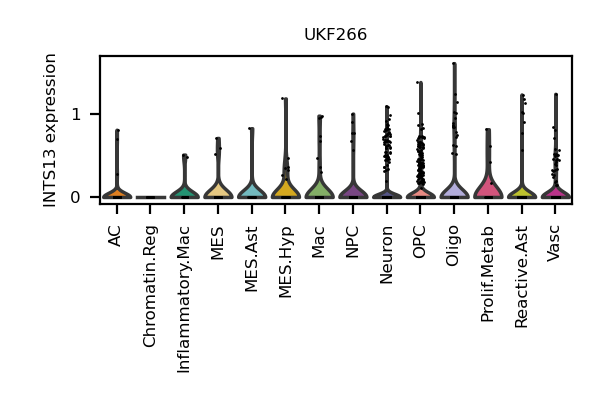 UKF266
INTS13 expression
1
0
AC
Chromatin.Reg
Inflammatory.Mac
MES
MES.Ast
MES.Hyp
Mac
NPC
Neuron
OPC
Oligo
Prolif.Metab
Reactive.Ast
Vasc